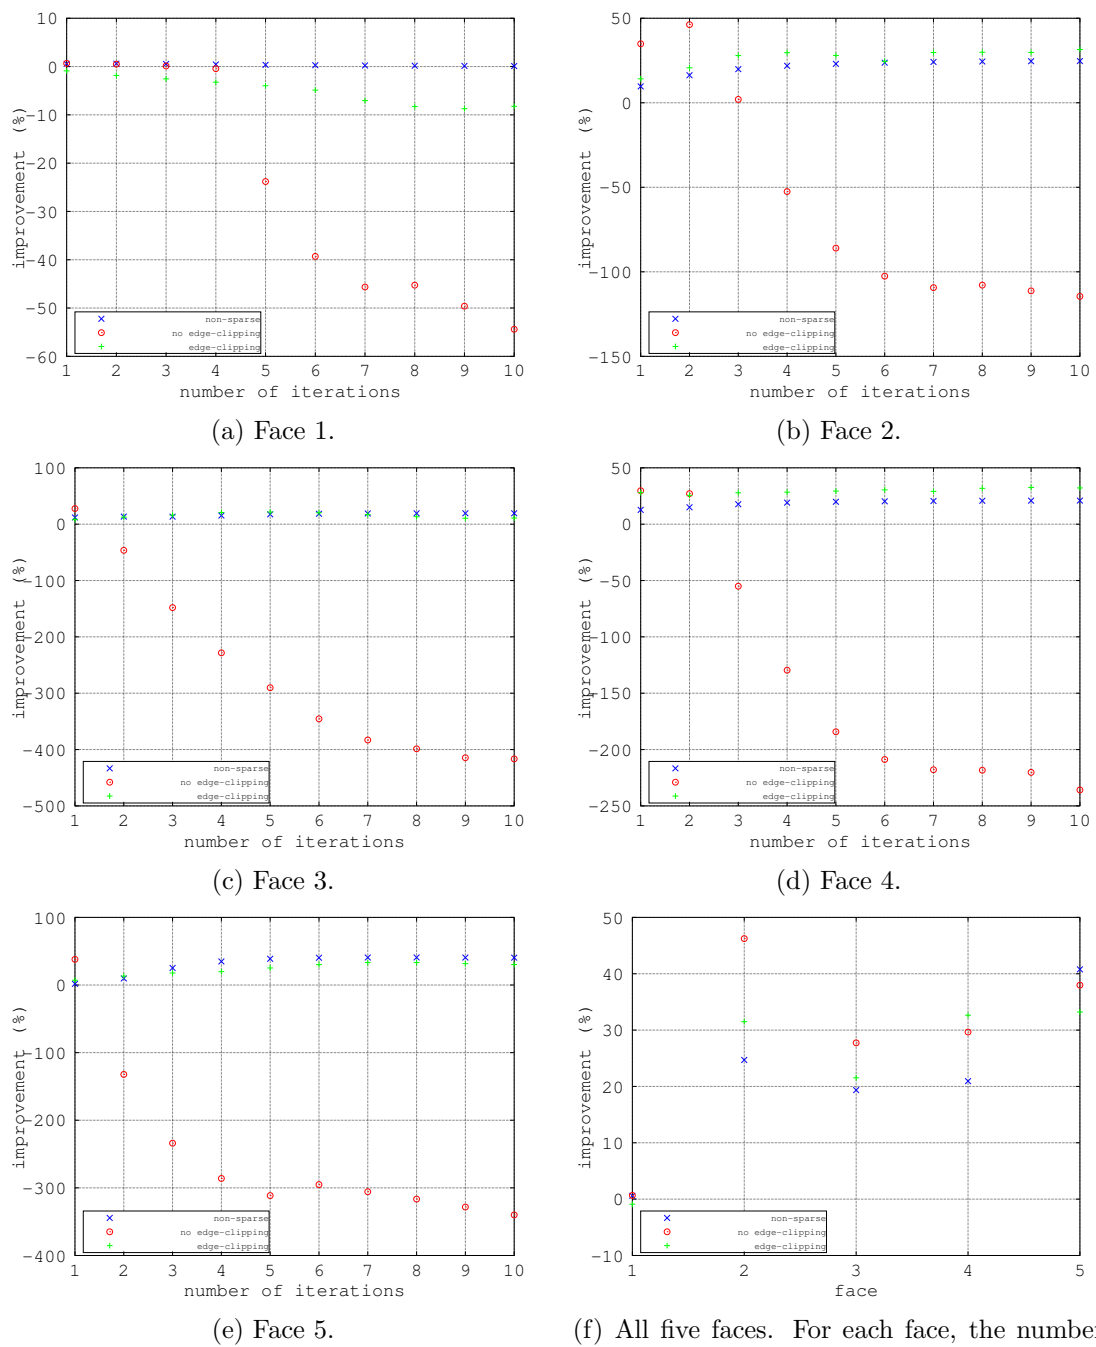 10
0
-10
-20
-30
-40
-50
-60
improvement (%)
non-sparse
no edge-clipping
edge-clipping
1 2 3 4 5 6 7 8 9 10
number of iterations
(a) Face 1.
50
0
-50
-100
-150
improvement (%)
non-sparse
no edge-clipping
edge-clipping
1 2 3 4 5 6 7 8 9 10
number of iterations
(b) Face 2.
100
0
-100
-200
-300
-400
-500
improvement (%)
non-sparse
no edge-clipping
edge-clipping
1 2 3 4 5 6 7 8 9 10
number of iterations
(c) Face 3.
50
0
-50
-100
-150
-200
-250
improvement (%)
non-sparse
no edge-clipping
edge-clipping
1 2 3 4 5 6 7 8 9 10
number of iterations
(d) Face 4.
100
0
-100
-200
-300
-400
improvement (%)
non-sparse
no edge-clipping
edge-clipping
1 2 3 4 5 6 7 8 9 10
number of iterations
(e) Face 5.
50
40
30
20
10
0
-10
improvement (%)
non-sparse
no edge-clipping
edge-clipping
1 2 3 4 5
face
(f) All five faces. For each face, the number